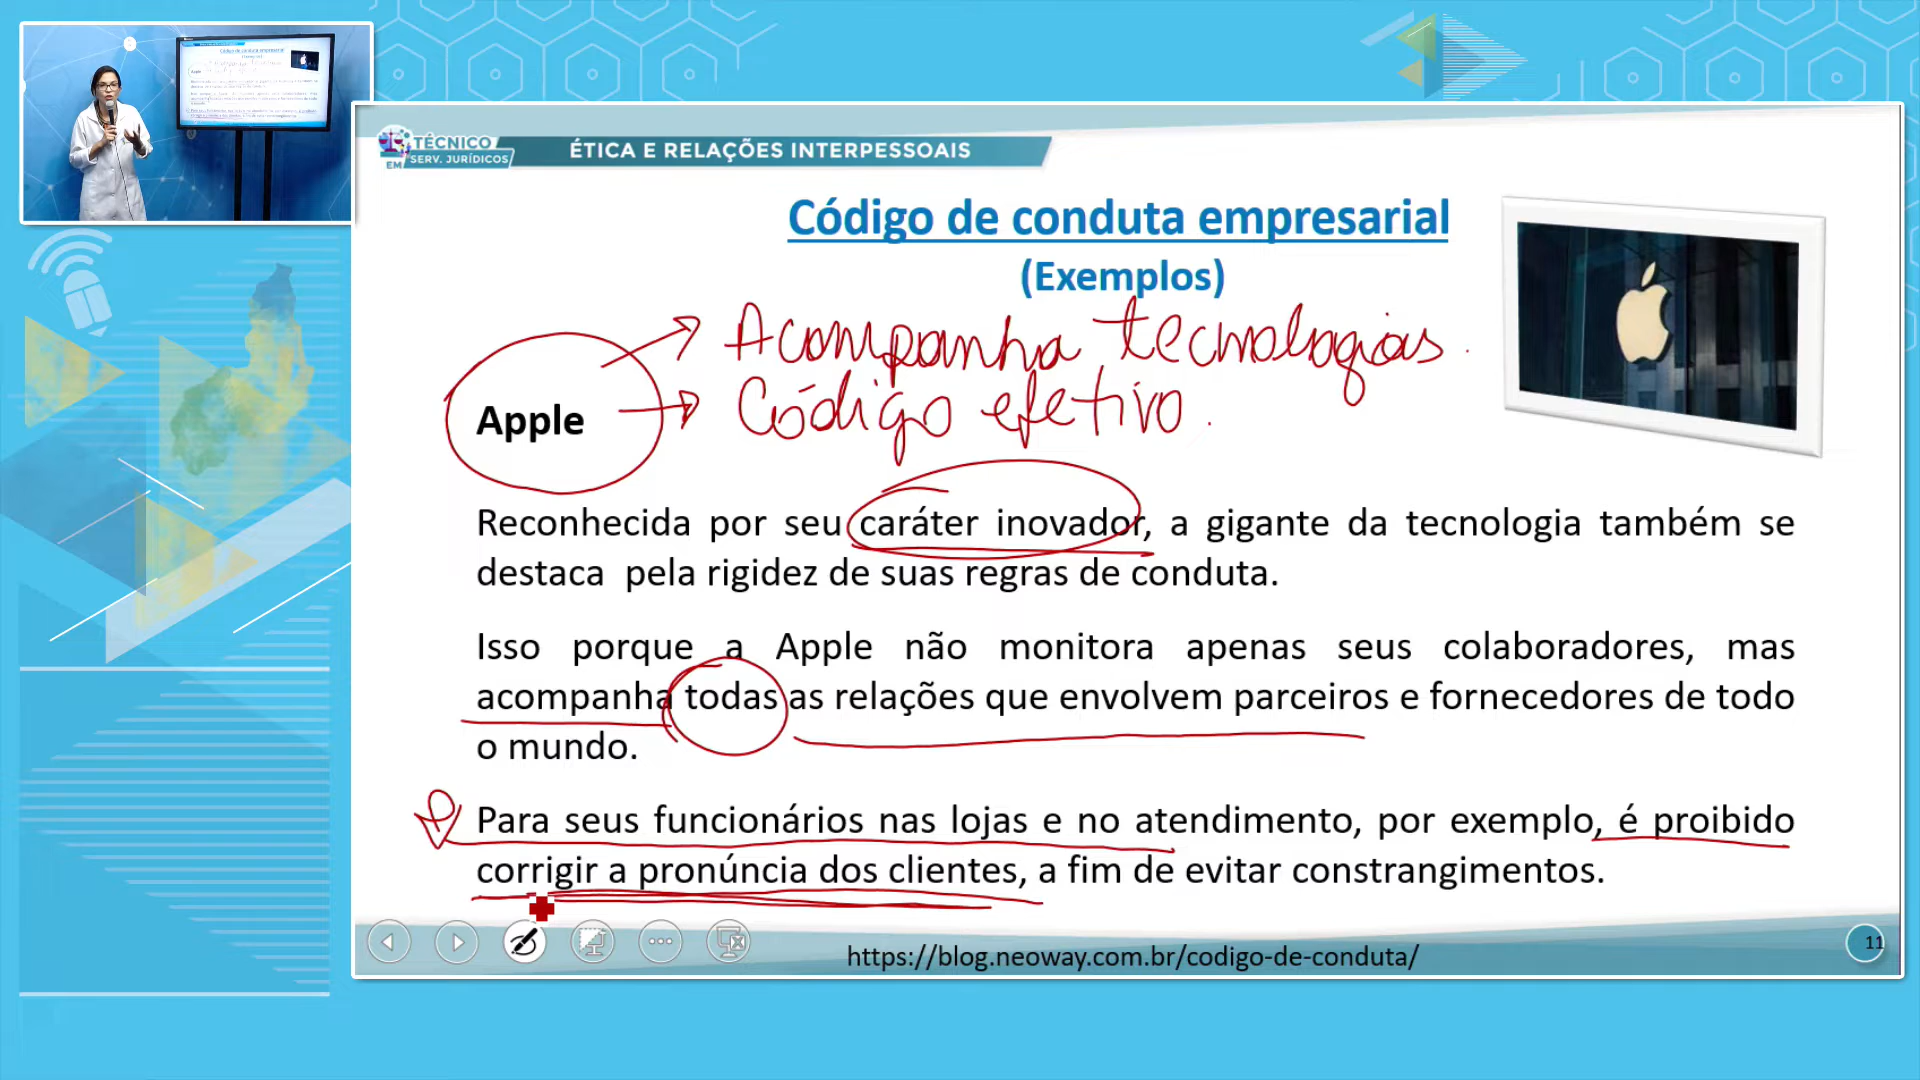 TÉCNICO
EM SERV. JURÍDICOS
ÉTICA E RELAÇÕES INTERPESSOAIS
Código de conduta empresarial
(Exemplos)
Acompanha tecnologias.
Apple
Código efetivo.
Reconhecida por seu caráter inovador, a gigante da tecnologia também se
destaca pela rigidez de suas regras de conduta.
Isso porque a Apple não monitora apenas seus colaboradores, mas
acompanha todas as relações que envolvem parceiros e fornecedores de todo
o mundo.
Para seus funcionários nas lojas e no atendimento, por exemplo, é proibido
corrigir a pronúncia dos clientes, a fim de evitar constrangimentos.
https://blog.neoway.com.br/codigo-de-conduta/
11